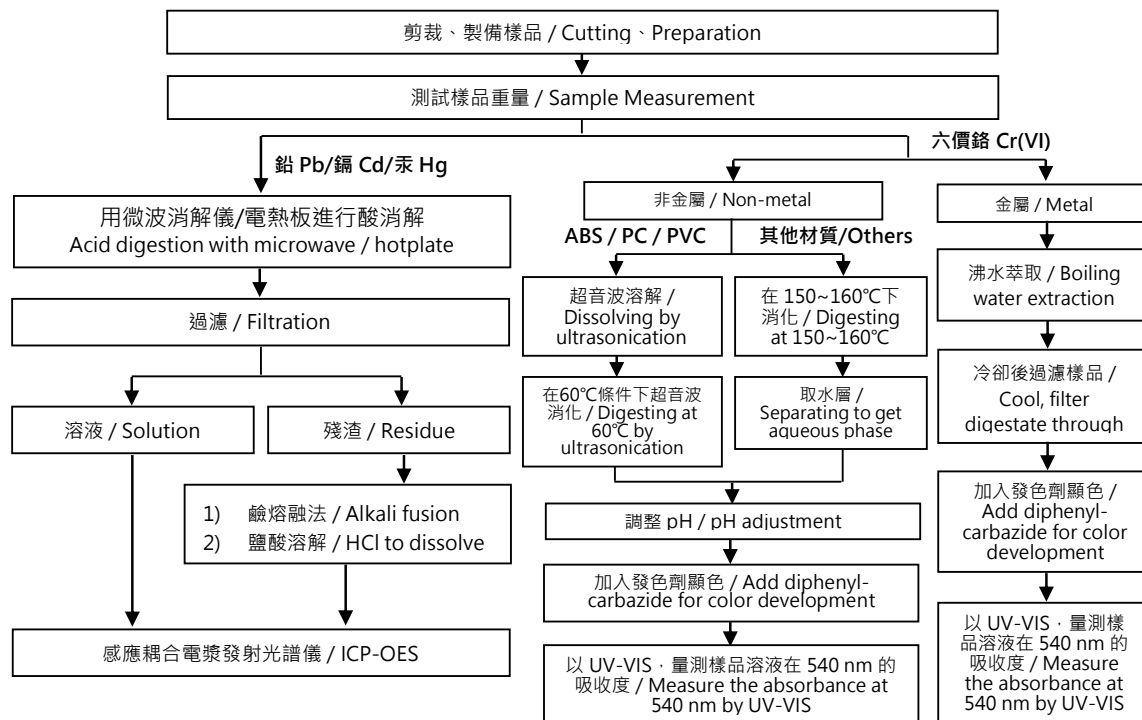 剪裁、製備樣品 / Cutting、Preparation
測試樣品重量 / Sample Measurement
鉛 Pb/鎘 Cd/汞 Hg
六價鉻 Cr(VI)
用微波消解儀/電熱板進行酸消解
Acid digestion with microwave / hotplate
過濾 / Filtration
溶液 / Solution
殘渣 / Residue
1) 鹼熔融法 / Alkali fusion
2) 鹽酸溶解 / HCl to dissolve
感應耦合電漿發射光譜儀 / ICP-OES
非金屬 / Non-metal
ABS / PC / PVC
其他材質/Others
超音波溶解 /
Dissolving by
ultrasonication
在60℃條件下超音波
消化 / Digesting at
60℃ by
ultrasonication
在 150~160℃下
消化 / Digesting
at 150~160℃
取水層 /
Separating to get
aqueous phase
調整 pH / pH adjustment
加入發色劑顯色 / Add diphenyl-
carbazide for color development
以 UV-VIS，量測樣品溶液在 540 nm 的
吸收度 / Measure the absorbance at
540 nm by UV-VIS
金屬 / Metal
沸水萃取 / Boiling
water extraction
冷卻後過濾樣品 /
Cool, filter
digestate through
加入發色劑顯色 /
Add diphenyl-
carbazide for color
development
以 UV-VIS，量測樣
品溶液在 540 nm 的
吸收度 / Measure
the absorbance at
540 nm by UV-VIS